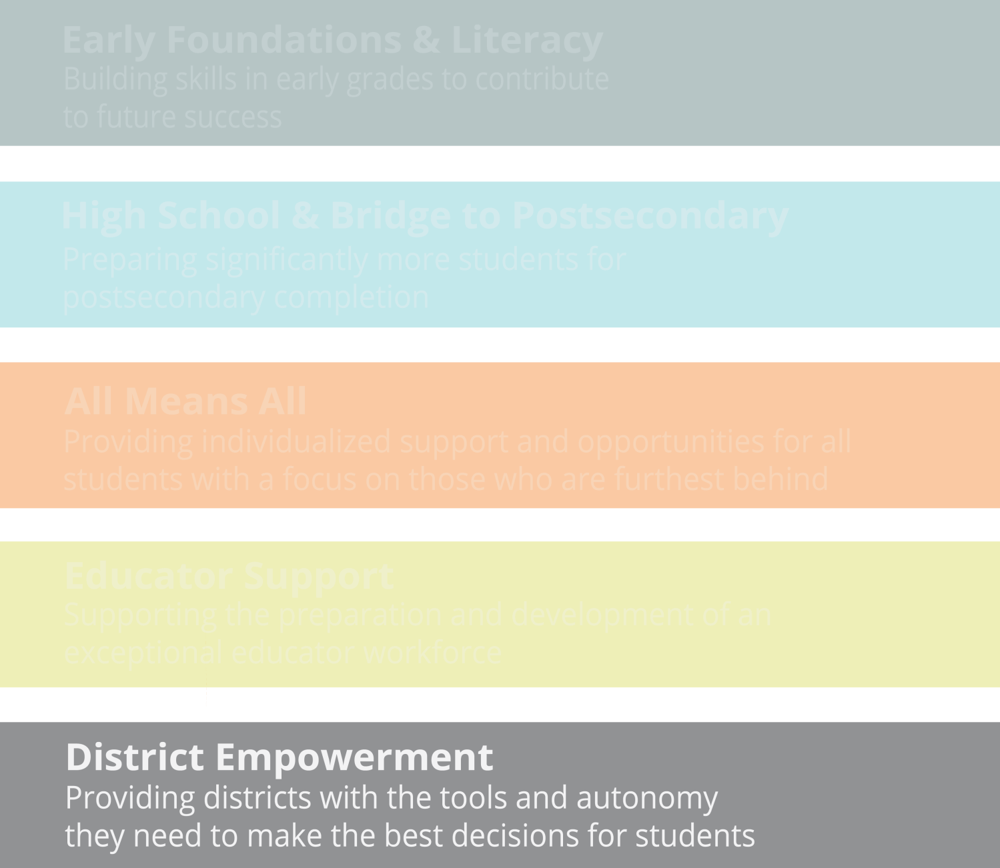 Early Foundations & Literacy
Building skills in early grades to contribute
to future success
High School & Bridge to Postsecondary
Preparing significantly more students for
postsecondary completion
All Means All
Providing individualized support and opportunities for all
students with a focus on those who are furthest behind
Educator Support
Supporting the preparation and development of an
exceptional educator workforce
District Empowerment
Providing districts with the tools and autonomy
they need to make the best decisions for students